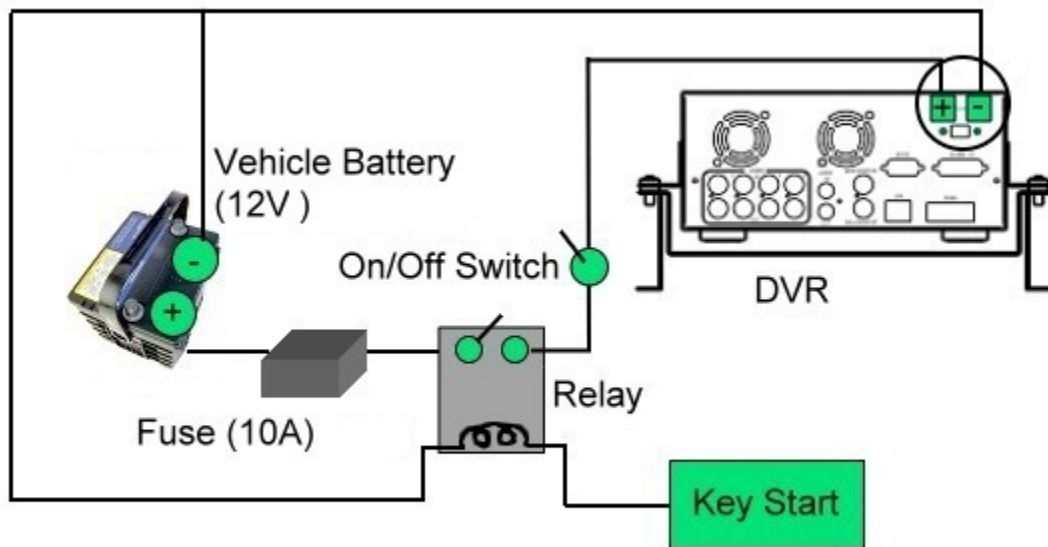 Vehicle Battery
(12V )
+ -
-
+
On/Off Switch
DVR
Relay
Fuse (10A)
Key Start